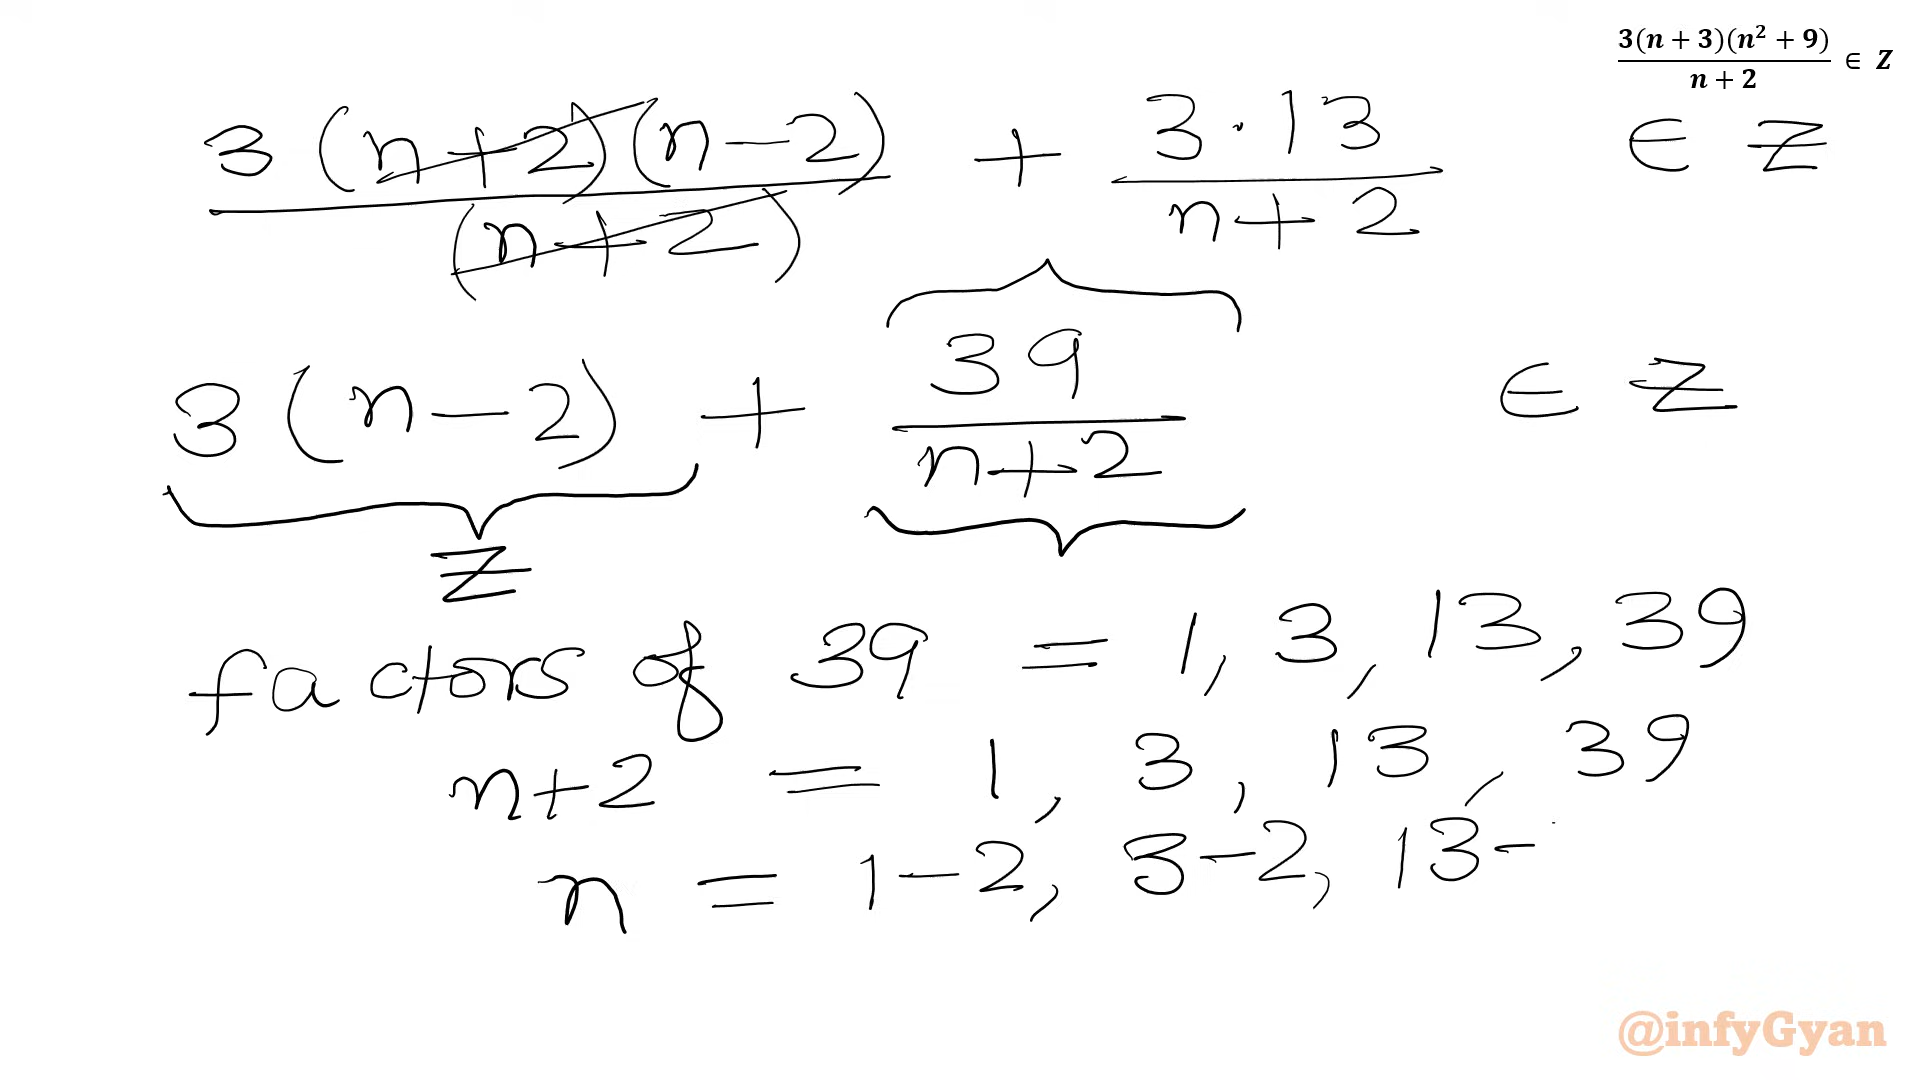 3(n+3)(n²+9)/(n+2) ∈ Z
3(n+2)(n-2)/(n+2) + 3·13/(n+2) ∈ Z
3(n-2) + 39/(n+2) ∈ Z
Z
factors of 39 = 1, 3, 13, 39
n+2 = 1, 3, 13, 39
n = 1-2, 3-2, 13-
@infyGyan